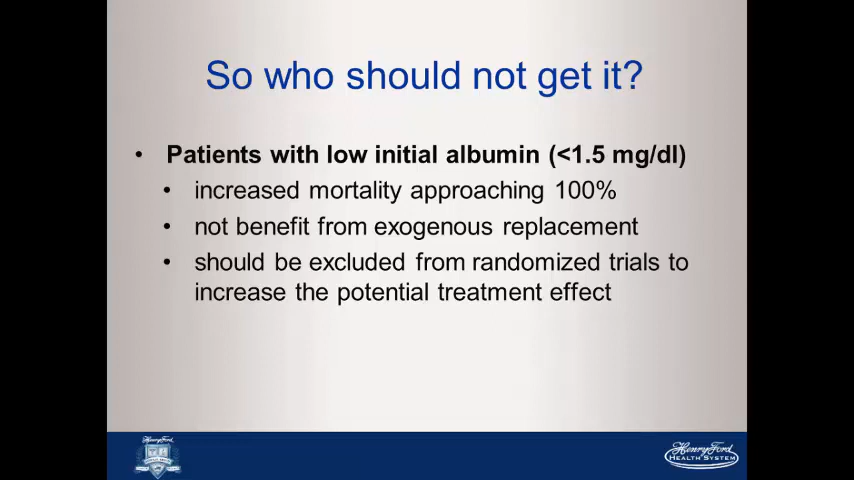 So who should not get it?
• Patients with low initial albumin (<1.5 mg/dl)
• increased mortality approaching 100%
• not benefit from exogenous replacement
• should be excluded from randomized trials to
increase the potential treatment effect
Henry Ford
Henry Ford
HEALTH SYSTEM